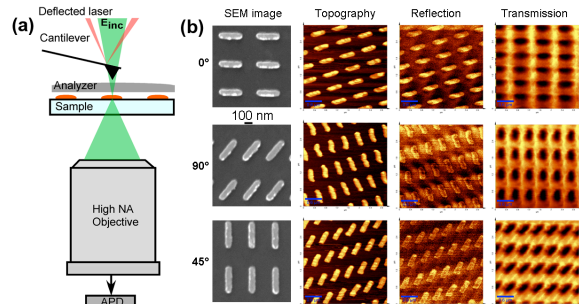 (a)
Deflected laser
Einc
Cantilever
Analyzer
Sample
High NA
Objective
APD
(b)
SEM image
Topography
Reflection
Transmission
0°
100 nm
90°
45°